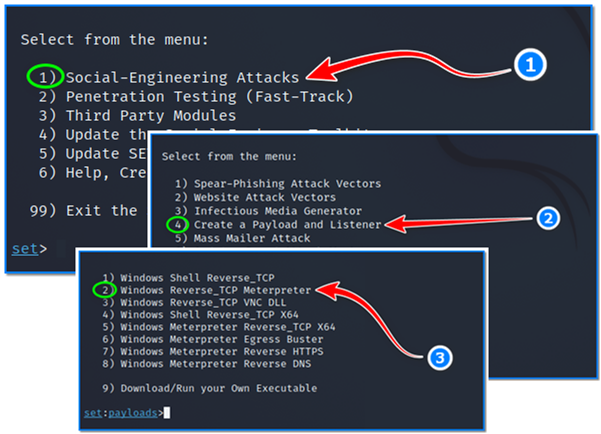 Select from the menu:
1) Social-Engineering Attacks
1
2) Penetration Testing (Fast-Track)
3) Third Party Modules
4) Update the
5) Update SE
6) Help, Cre
99) Exit the
set>
Select from the menu:
1) Spear-Phishing Attack Vectors
2) Website Attack Vectors
3) Infectious Media Generator
4) Create a Payload and Listener
2
5) Mass Mailer Attack
1) Windows Shell Reverse_TCP
2) Windows Reverse_TCP Meterpreter
3) Windows Reverse_TCP VNC DLL
4) Windows Shell Reverse_TCP X64
5) Windows Meterpreter Reverse_TCP X64
6) Windows Meterpreter Egress Buster
7) Windows Meterpreter Reverse HTTPS
8) Windows Meterpreter Reverse DNS
3
9) Download/Run your Own Executable
set:payloads>